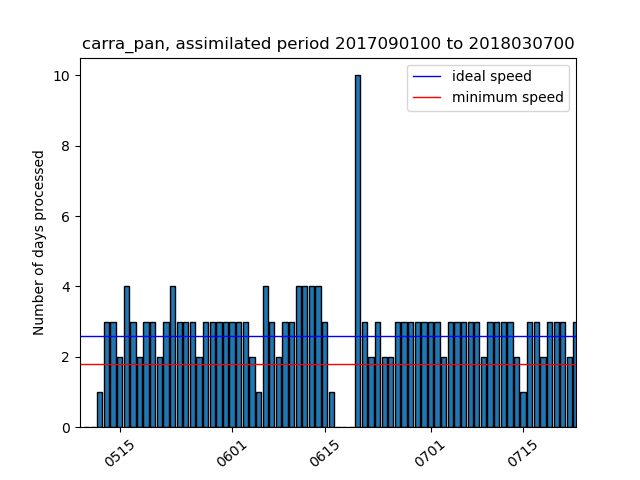 carra_pan, assimilated period 2017090100 to 2018030700
ideal speed
minimum speed
Number of days processed
10
8
6
4
2
0
0515
0601
0615
0701
0715